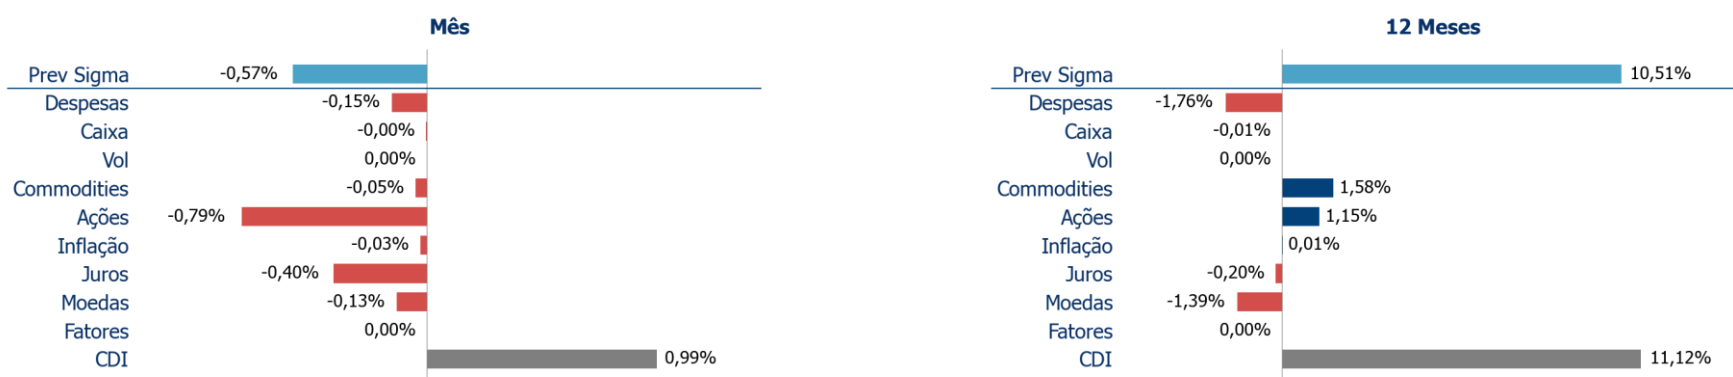 Mês
Prev Sigma -0,57%
Despesas -0,15%
Caixa -0,00%
Vol 0,00%
Commodities -0,05%
Ações -0,79%
Inflação -0,03%
Juros -0,40%
Moedas -0,13%
Fatores 0,00%
CDI 0,99%
12 Meses
Prev Sigma 10,51%
Despesas -1,76%
Caixa -0,01%
Vol 0,00%
Commodities 1,58%
Ações 1,15%
Inflação 0,01%
Juros -0,20%
Moedas -1,39%
Fatores 0,00%
CDI 11,12%